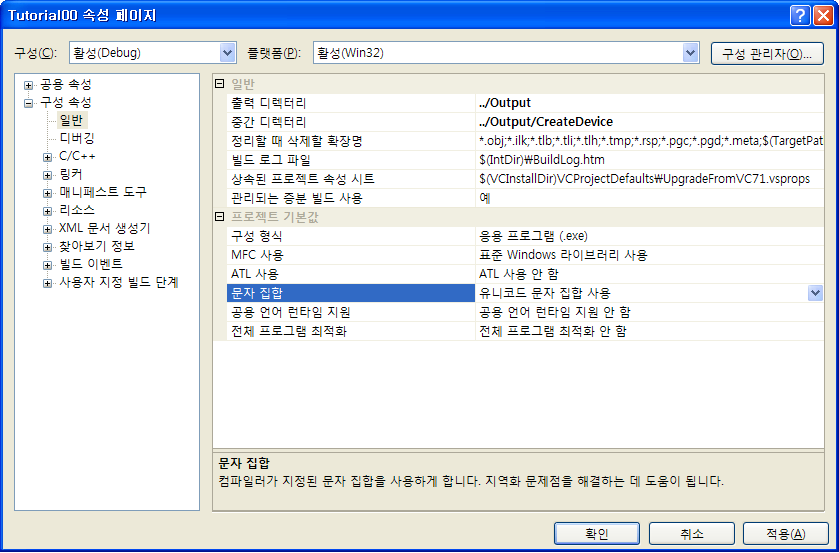 Tutorial00 속성 페이지
구성(C): 활성(Debug) 플랫폼(P): 활성(Win32) 구성 관리자(O)...
공용 속성
구성 속성
일반
디버깅
C/C++
링커
매니페스트 도구
리소스
XML 문서 생성기
찾아보기 정보
빌드 이벤트
사용자 지정 빌드 단계
일반
출력 디렉터리 ../Output
중간 디렉터리 ../Output/CreateDevice
정리할 때 삭제할 확장명 *.obj;*.ilk;*.tlb;*.tli;*.tlh;*.tmp;*.rsp;*.pgc;*.pgd;*.meta;$(TargetPat
빌드 로그 파일 $(IntDir)₩BuildLog.htm
상속된 프로젝트 속성 시트 $(VCInstallDir)VCProjectDefaults₩UpgradeFromVC71.vsprops
관리되는 증분 빌드 사용 예
프로젝트 기본값
구성 형식 응용 프로그램 (.exe)
MFC 사용 표준 Windows 라이브러리 사용
ATL 사용 ATL 사용 안 함
문자 집합 유니코드 문자 집합 사용
공용 언어 런타임 지원 공용 언어 런타임 지원 안 함
전체 프로그램 최적화 전체 프로그램 최적화 안 함
문자 집합
컴파일러가 지정된 문자 집합을 사용하게 합니다. 지역화 문제점을 해결하는 데 도움이 됩니다.
확인 취소 적용(A)